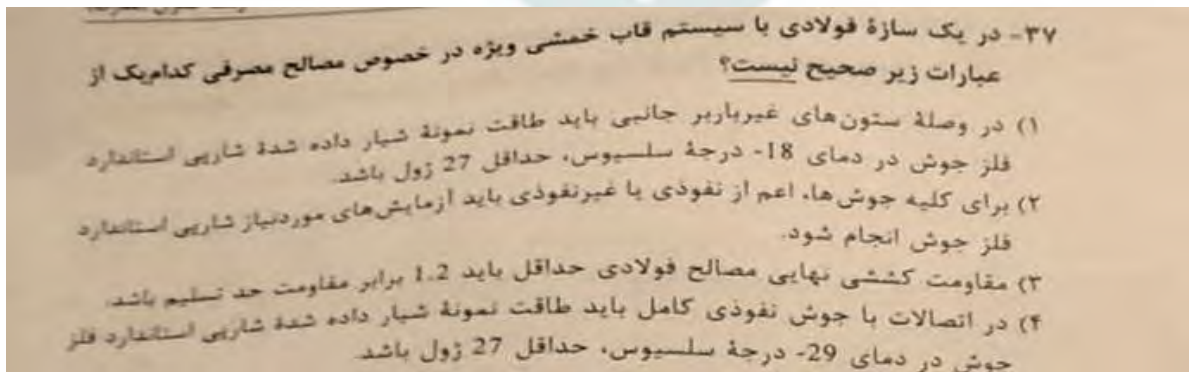 ۳۷- در یک سازهٔ فولادی با سیستم قاب خمشی ویژه در خصوص مصالح مصرفی کدام‌یک از
عبارات زیر صحیح نیست؟
۱) در وصلهٔ ستون‌های غیرباربر جانبی باید طاقت نمونهٔ شیار داده شدهٔ شارپی استاندارد
فلز جوش در دمای 18- درجهٔ سلسیوس، حداقل 27 ژول باشد.
۲) برای کلیه جوش‌ها، اعم از نفوذی یا غیرنفوذی باید آزمایش‌های موردنیاز شارپی استاندارد
فلز جوش انجام شود.
۳) مقاومت کششی نهایی مصالح فولادی حداقل باید 1.2 برابر مقاومت حد تسلیم باشد.
۴) در اتصالات با جوش نفوذی کامل باید طاقت نمونهٔ شیار داده شدهٔ شارپی استاندارد فلز
جوش در دمای 29- درجهٔ سلسیوس، حداقل 27 ژول باشد.